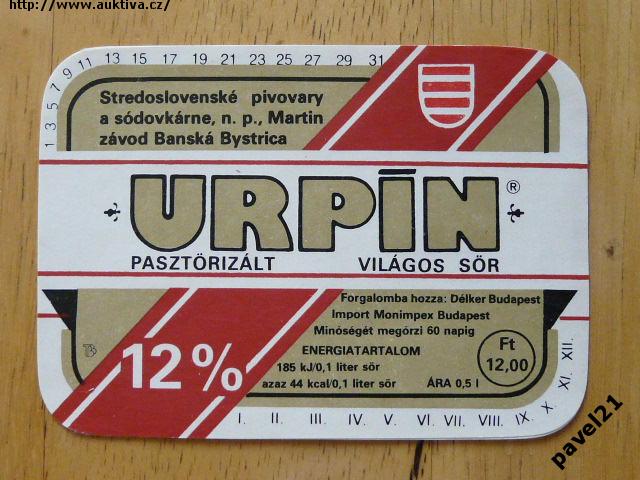 http://www.auktiva.cz/
1 3 5 7 9 11 13 15 17 19 21 23 25 27 29 31
Stredoslovenské pivovary
a sódovkárne, n. p., Martin
závod Banská Bystrica
URPÍN®
PASZTÖRIZÁLT VILÁGOS SÖR
Forgalomba hozza: Délker Budapest
Import Monimpex Budapest
Minőségét megőrzi 60 napig
ENERGIATARTALOM
185 kJ/0,1 liter sör
azaz 44 kcal/0,1 liter sör
ÁRA 0,5 l
Ft
12,00
12%
I. II. III. IV. V. VI. VII. VIII. IX. X XI. XII.
pavel21